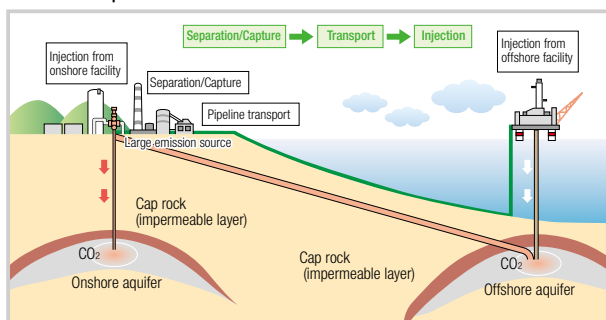 Separation/Capture
Transport
Injection
Injection from
onshore facility
Separation/Capture
Pipeline transport
Injection from
offshore facility
Large emission source
Cap rock
(impermeable layer)
CO₂
Onshore aquifer
Cap rock
(impermeable layer)
CO₂
Offshore aquifer